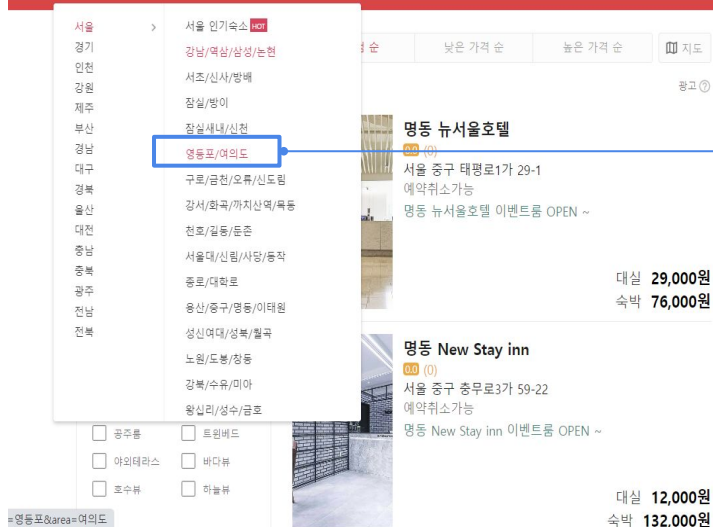 서울 >
경기
인천
강원
제주
부산
경남
대구
경북
울산
대전
충남
충북
광주
전남
전북
서울 인기숙소 HOT
강남/역삼/삼성/논현
서초/신사/방배
잠실/방이
잠실새내/신천
영등포/여의도
구로/금천/오류/신도림
강서/화곡/까치산역/목동
천호/길동/둔촌
서울대/신림/사당/동작
종로/대학로
용산/중구/명동/이태원
성신여대/성북/월곡
노원/도봉/창동
강북/수유/미아
왕십리/성수/금호
순 낮은 가격 순 높은 가격 순 지도
광고 ?
명동 뉴서울호텔
0.0 (0)
서울 중구 태평로1가 29-1
예약취소가능
명동 뉴서울호텔 이벤트룸 OPEN ~
대실 29,000원
숙박 76,000원
명동 New Stay inn
0.0 (0)
서울 중구 충무로3가 59-22
예약취소가능
명동 New Stay inn 이벤트룸 OPEN ~
대실 12,000원
숙박 132,000원
공주룸 트윈베드
야외테라스 바다뷰
호수뷰 하늘뷰
=영등포&area=여의도